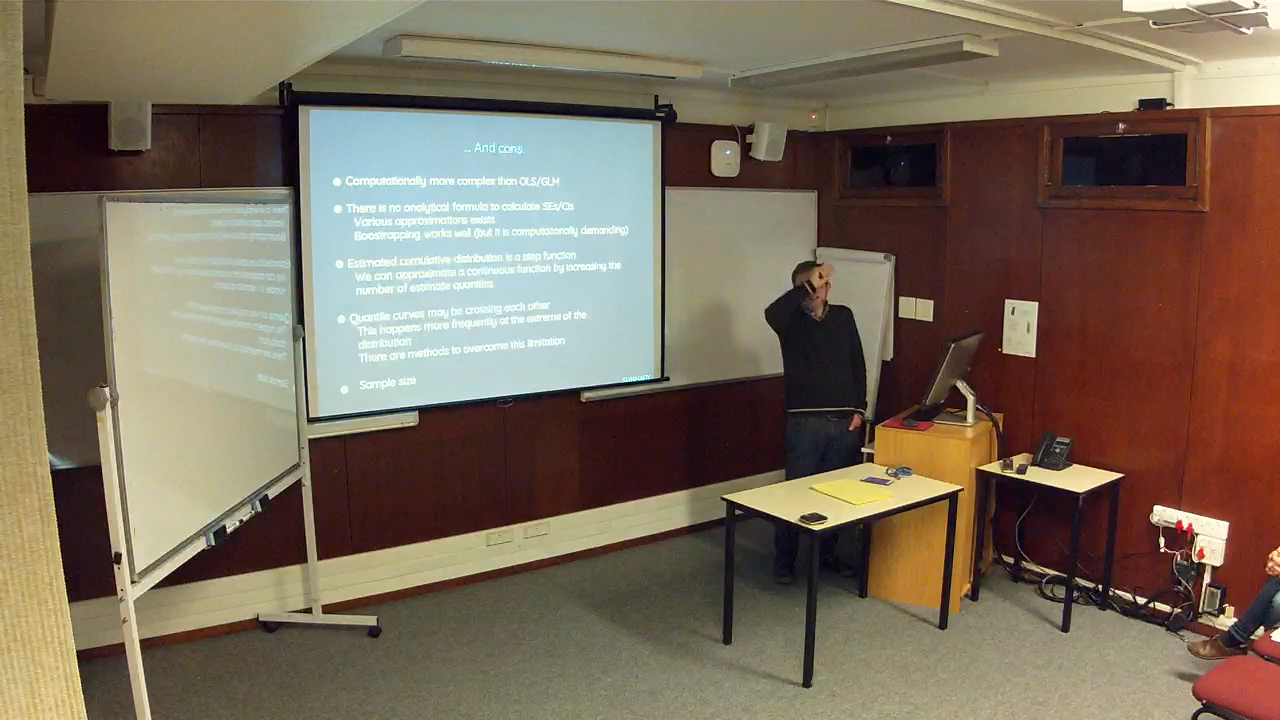 ... And cons.
Computationally more complex than OLS/GLM
There is no analytical formula to calculate SEs/CIs
Various approximations exists
Boostrapping works well (but it is computationally demanding)
Estimated cumulative distribution is a step function
We can approximate a continuous function by increasing the
number of estimate quantiles
Quantile curves may be crossing each other
This happens more frequently at the extreme of the
distribution
There are methods to overcome this limitation
Sample size